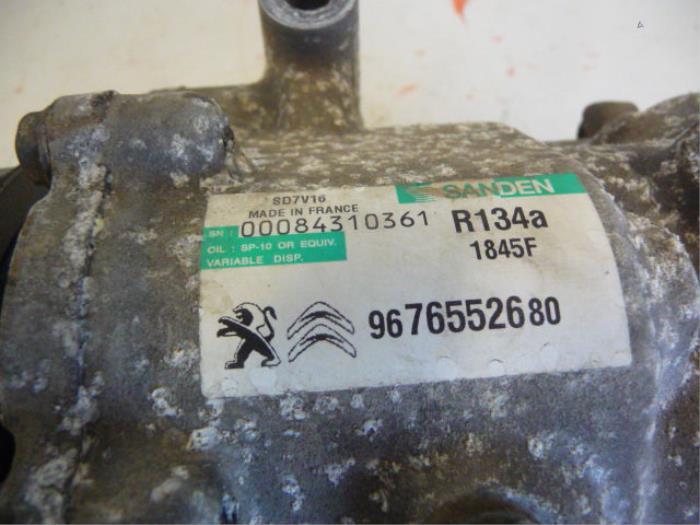 SD7V16
MADE IN FRANCE
SANDEN
SN: 00084310361
R134a
OIL : SP-10 OR EQUIV.
VARIABLE DISP.
1845F
9676552680